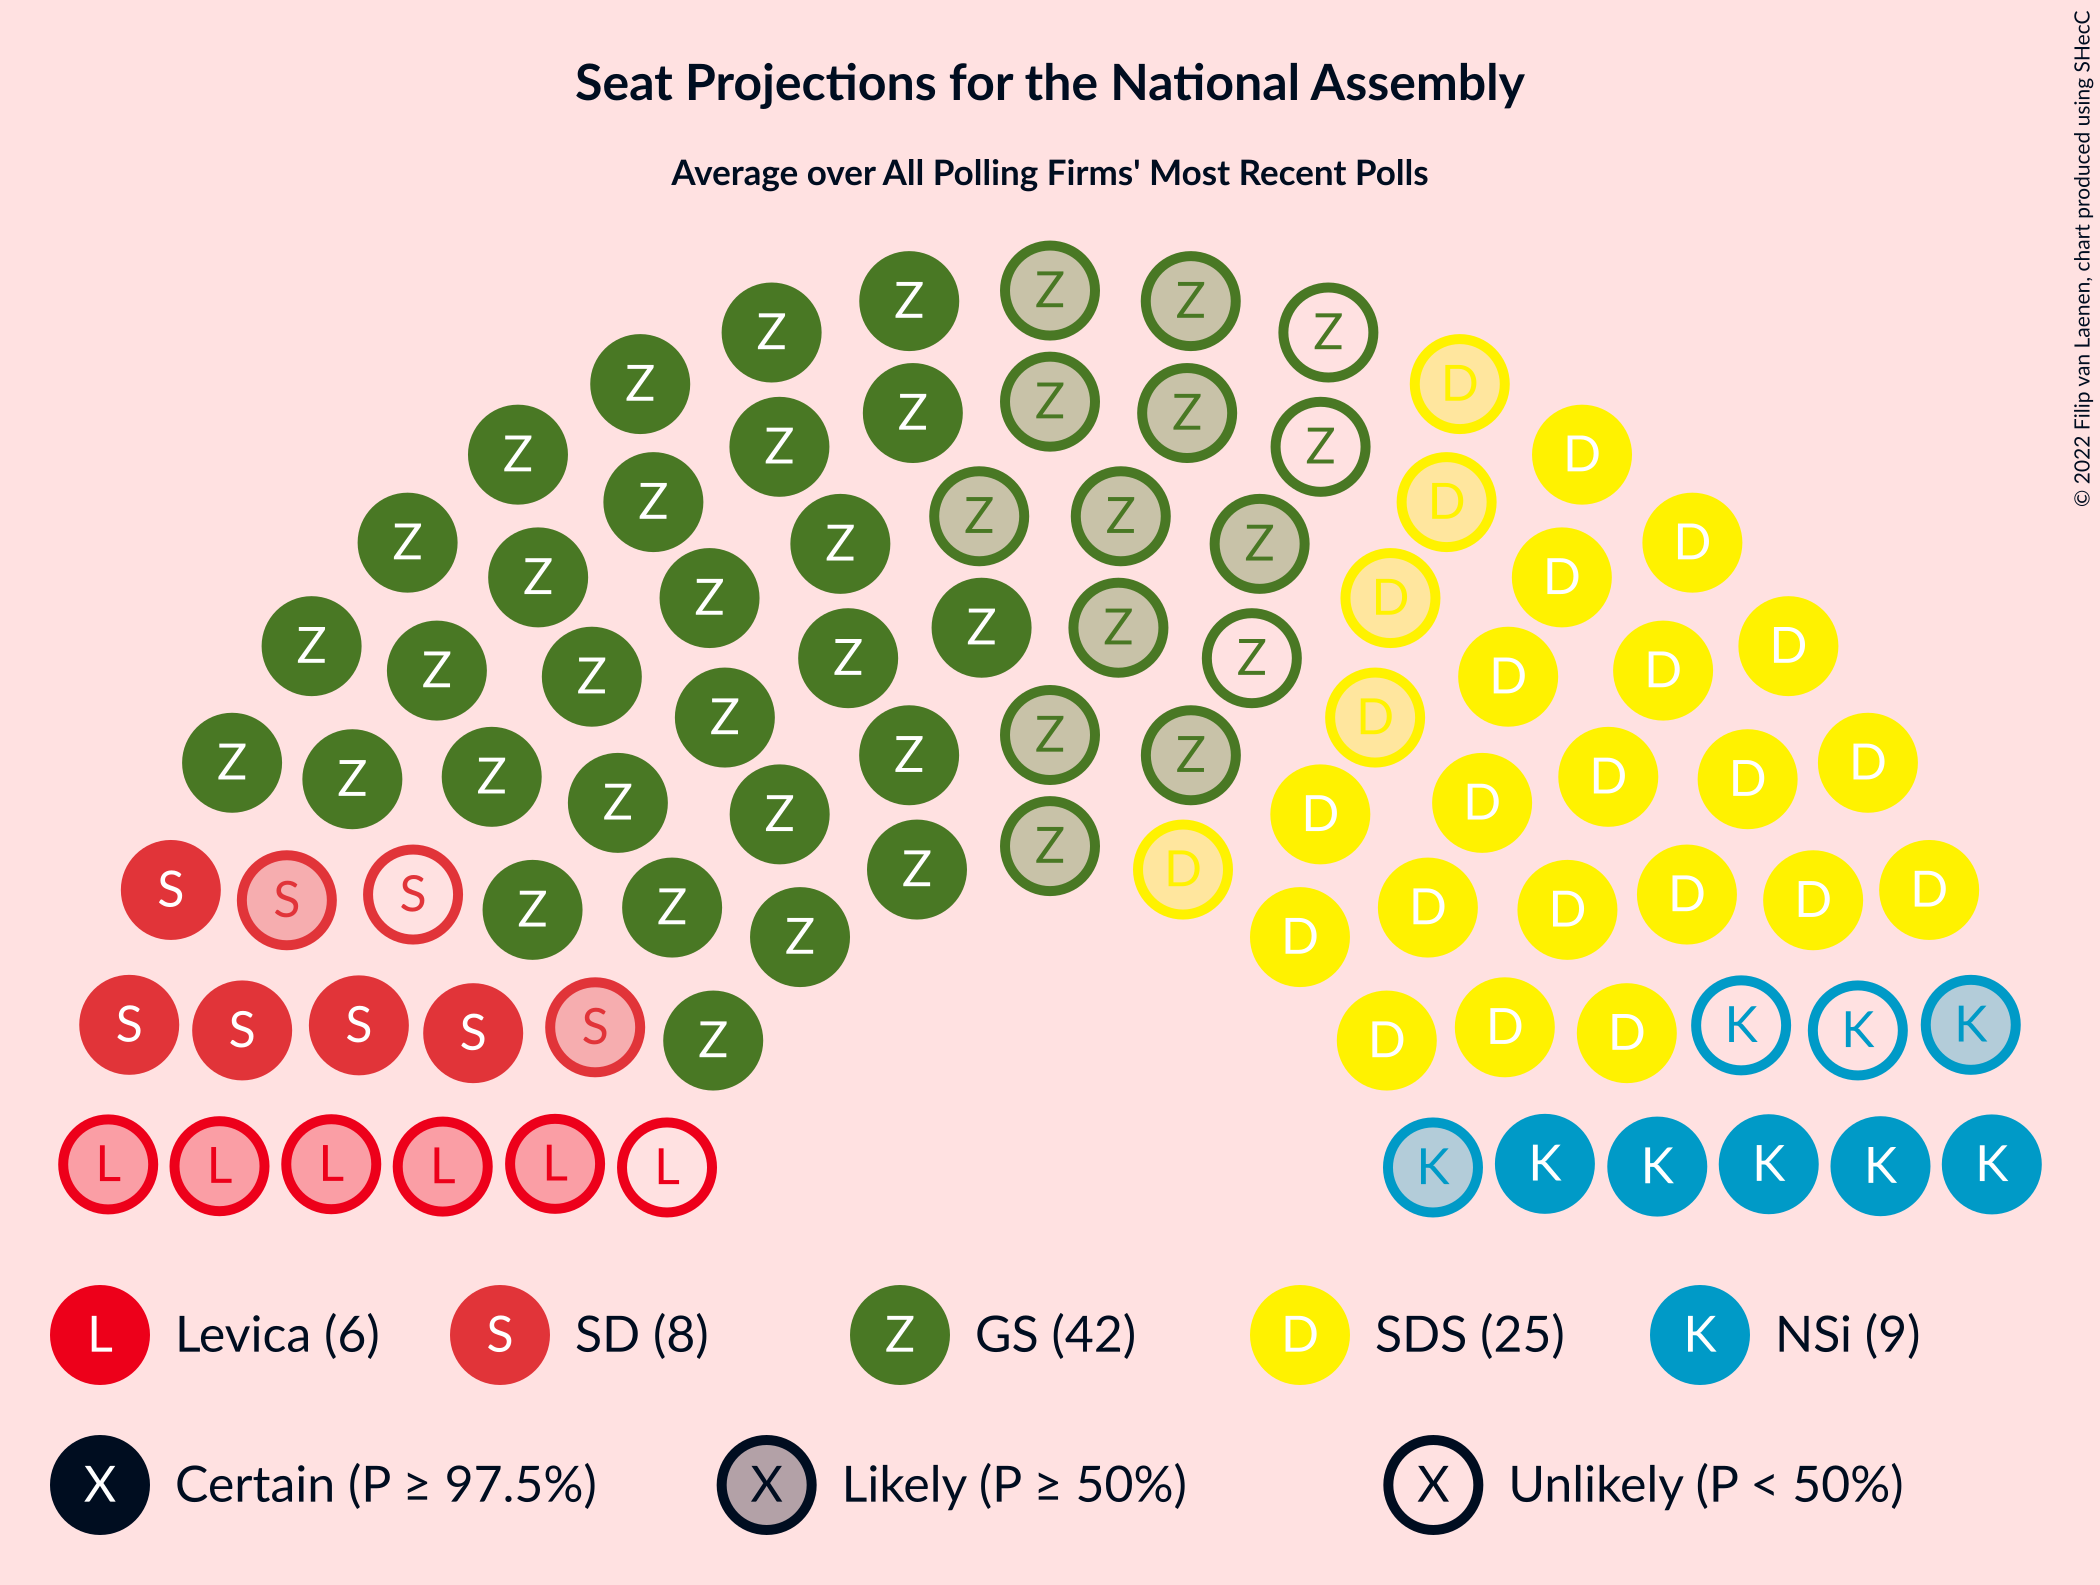 Seat Projections for the National Assembly
Average over All Polling Firms' Most Recent Polls
© 2022 Filip van Laenen, chart produced using SHecC
Z Z Z
Z Z
Z Z Z
Z D
Z Z
Z Z
Z D
Z D
Z Z Z
Z Z
Z D D
Z Z
Z D
Z D
Z Z
Z D
Z Z
Z D D
Z D
Z D
Z Z
Z Z
Z D
Z D
Z D
Z D
Z D
Z D
Z
Z D
S D
S D
S D
Z D
Z D
Z D
S S S S S Z D D D K K K
L L L L L L K K K K K K
L Levica (6) S SD (8) Z GS (42) D SDS (25) K NSi (9)
X Certain (P ≥ 97.5%) X Likely (P ≥ 50%) X Unlikely (P < 50%)